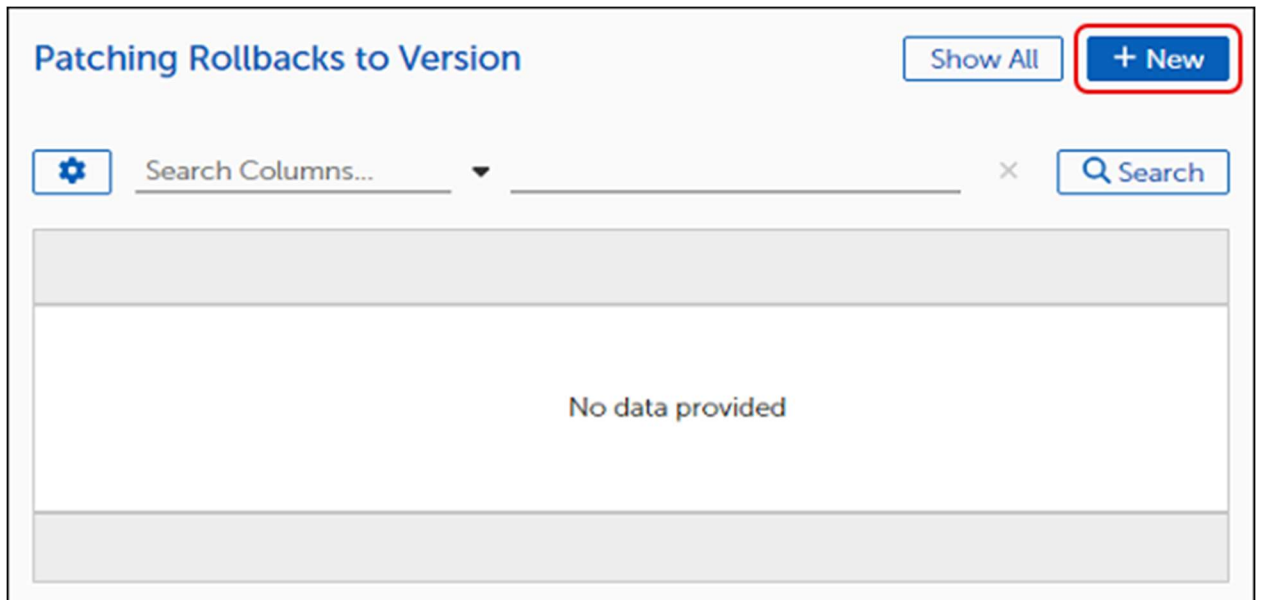 Patching Rollbacks to Version
Show All
+ New
Search Columns...
×
Search
No data provided